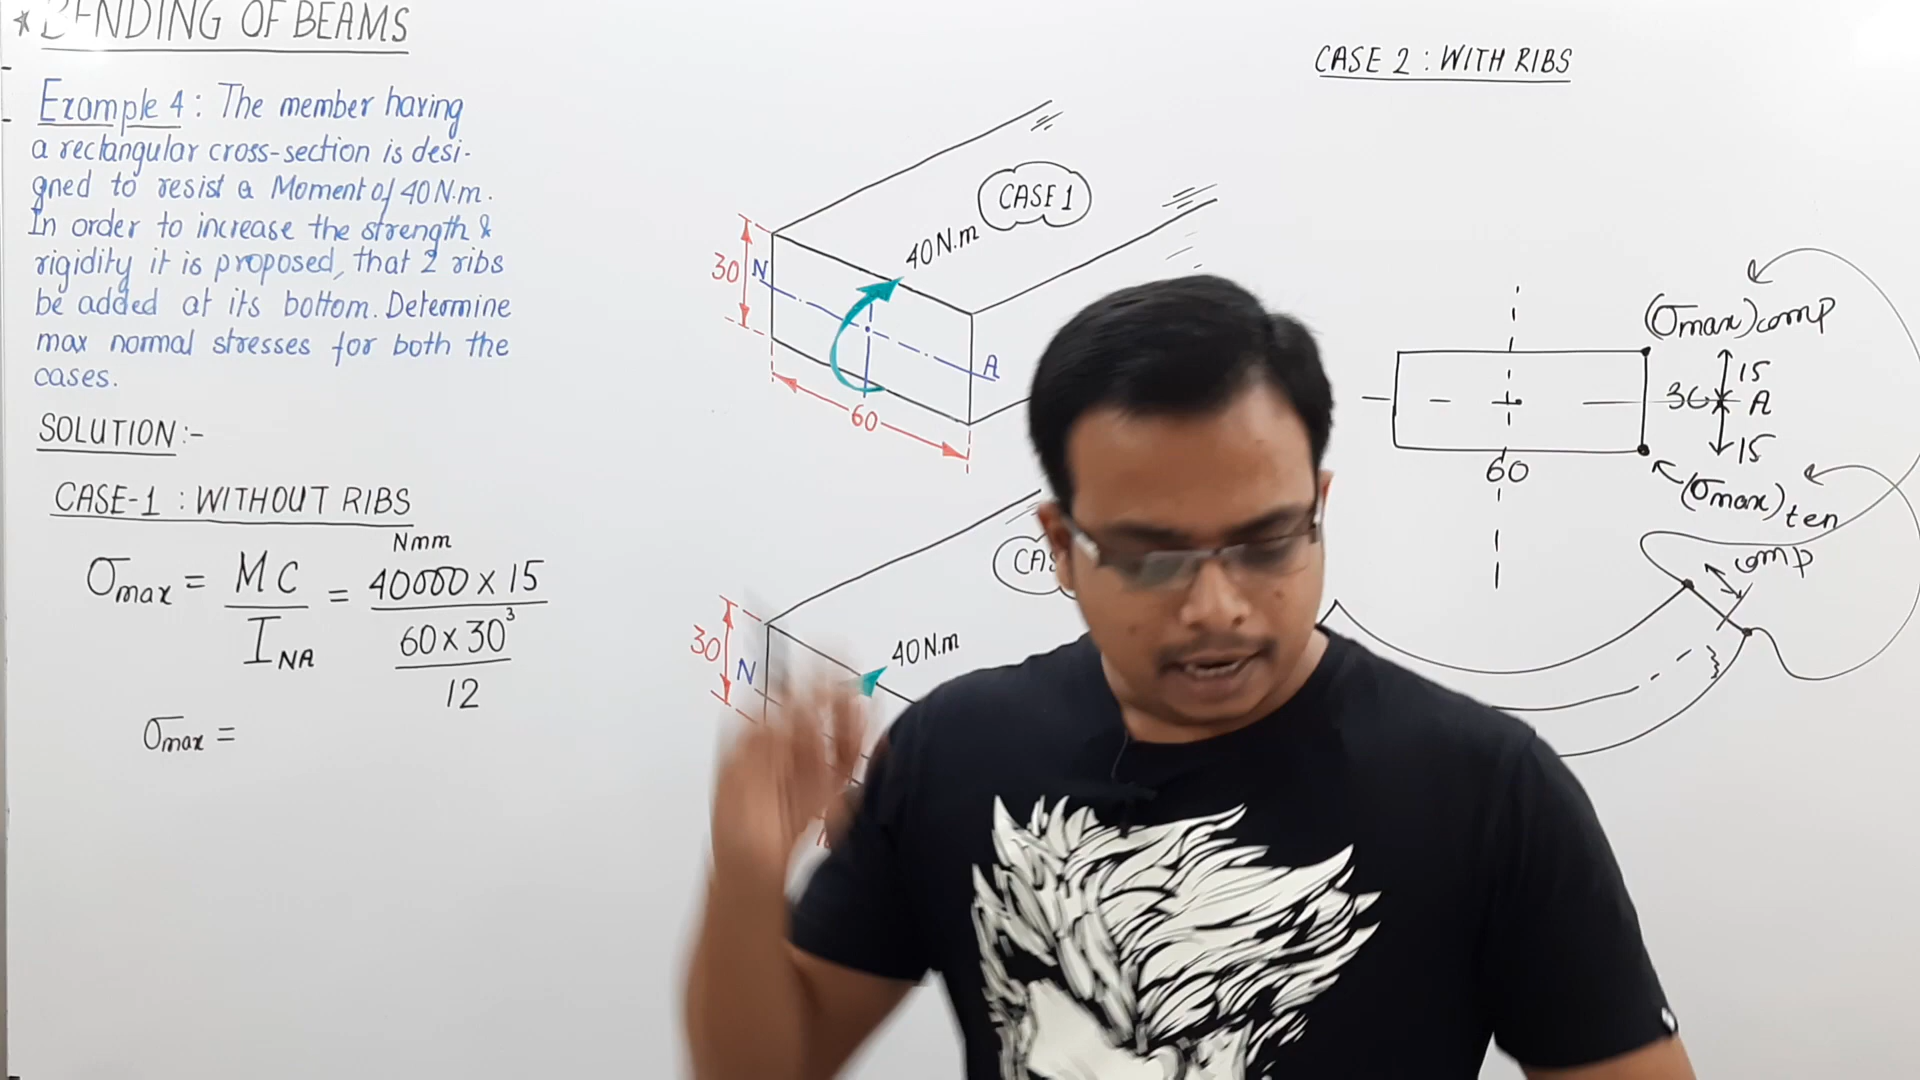 * BENDING OF BEAMS
Example 4: The member having
a rectangular cross-section is desi-
gned to resist a Moment of 40 N.m.
In order to increase the strength &
rigidity it is proposed, that 2 ribs
be added at its bottom. Determine
max normal stresses for both the
cases.
SOLUTION:-
CASE-1 : WITHOUT RIBS
Nmm
σmax = MC / INA = 40000 x 15 / 60 x 30³ / 12
σmax =
CASE 1
40 N.m
30
N
A
60
40 N.m
30
N
CASE 2 : WITH RIBS
(σmax)comp
15
30
A
15
60
(σmax)ten
comp